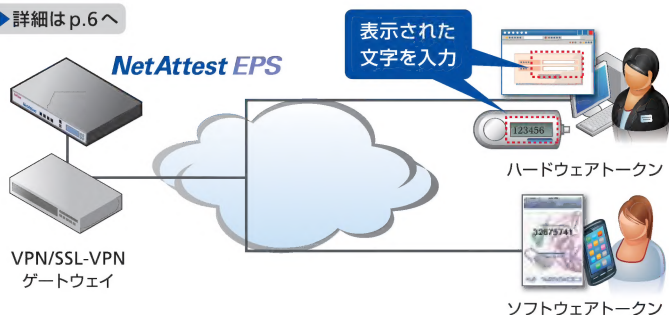 詳細はp.6へ
NetAttest EPS
表示された
文字を入力
123456
ハードウェアトークン
VPN/SSL-VPN
ゲートウェイ
32675741
ソフトウェアトークン